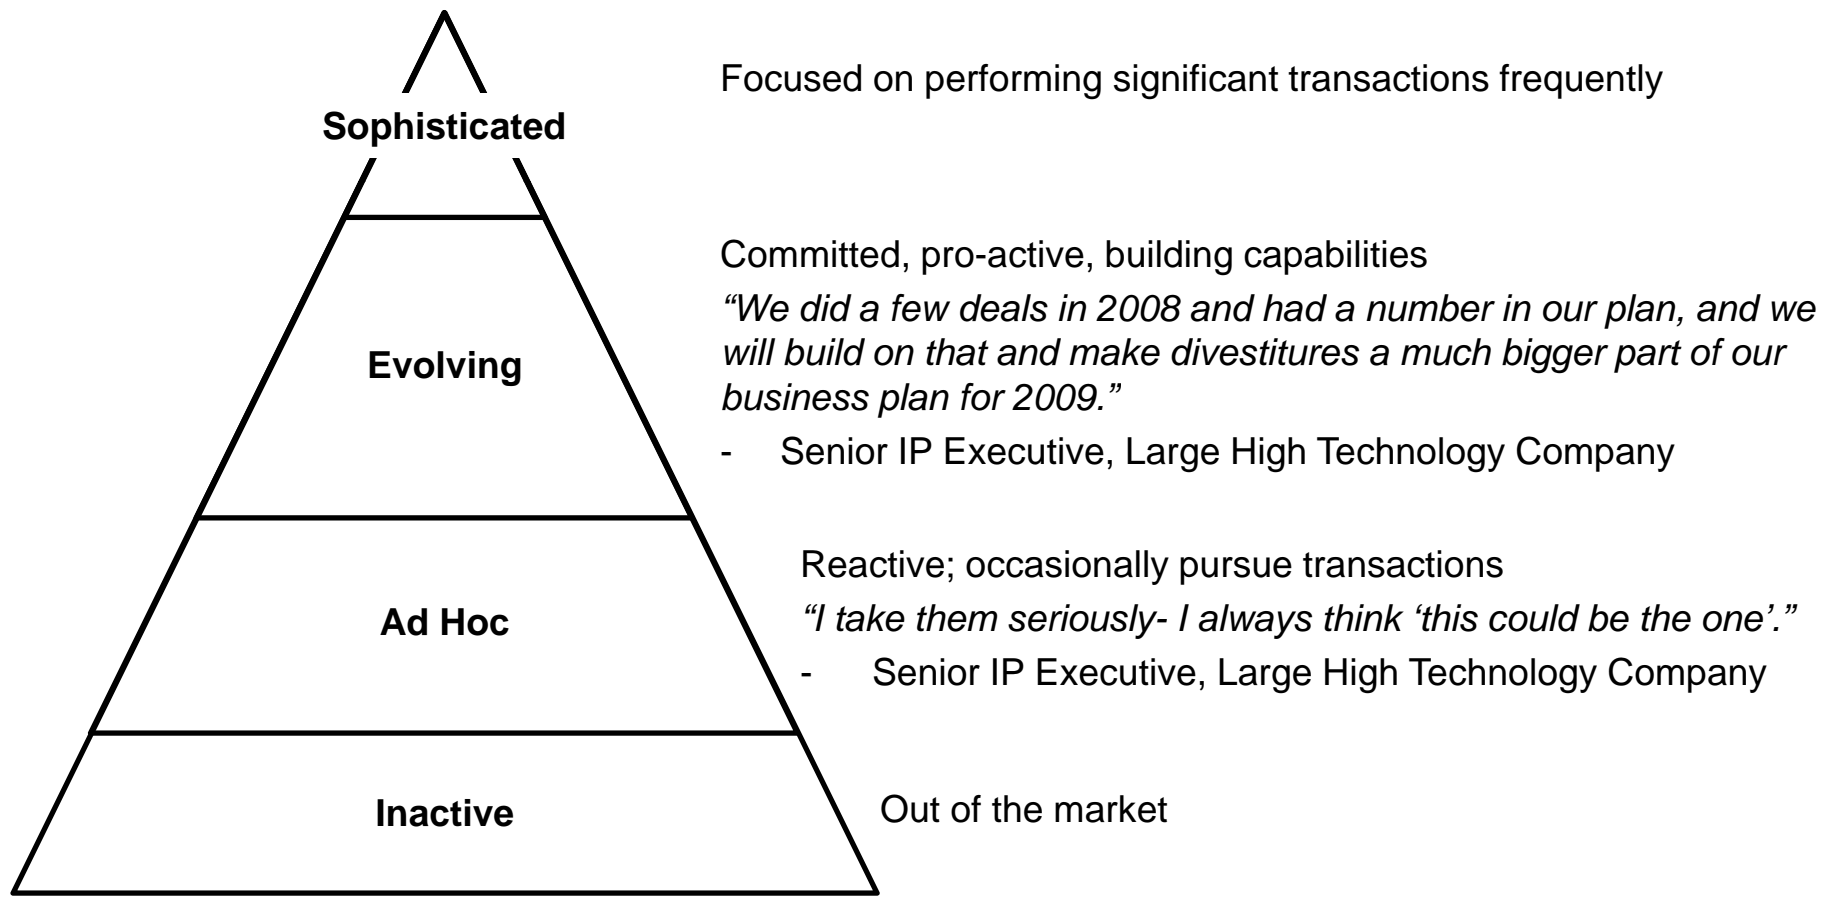 Focused on performing significant transactions frequently
Sophisticated
Committed, pro-active, building capabilities
“We did a few deals in 2008 and had a number in our plan, and we
will build on that and make divestitures a much bigger part of our
business plan for 2009.”
- Senior IP Executive, Large High Technology Company
Evolving
Reactive; occasionally pursue transactions
“I take them seriously- I always think ‘this could be the one’.”
- Senior IP Executive, Large High Technology Company
Ad Hoc
Out of the market
Inactive